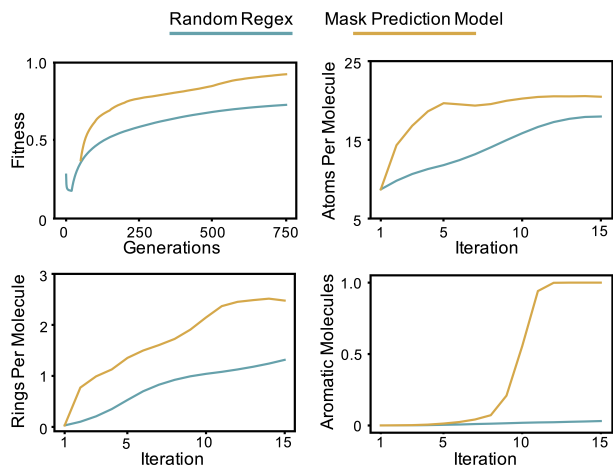 Random Regex
Mask Prediction Model
Fitness
1.0
0.5
0
0
250
500
750
Generations
Atoms Per Molecule
25
15
5
1
5
10
15
Iteration
Rings Per Molecule
3
2
1
0
1
5
10
15
Iteration
Aromatic Molecules
1.0
0.5
0
1
5
10
15
Iteration